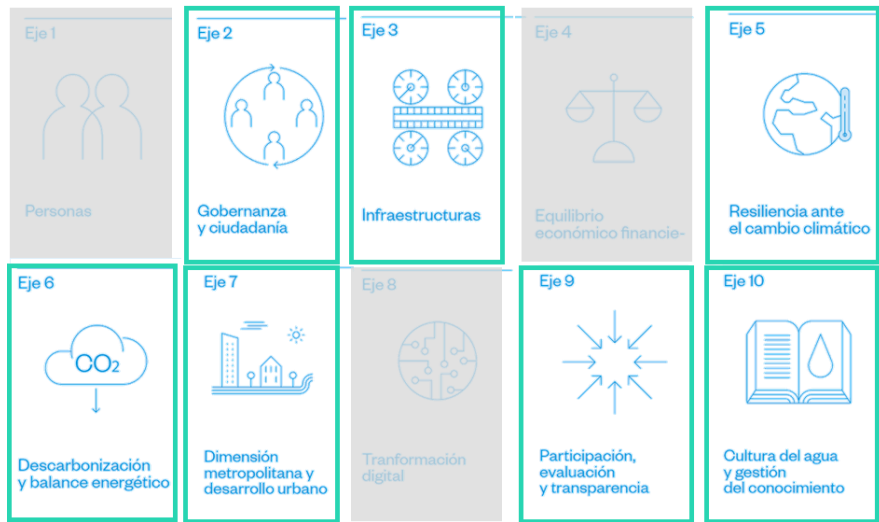 Eje 1
Personas
Eje 2
Gobernanza
y ciudadanía
Eje 3
Infraestructuras
Eje 4
Equilibrio
económico financie-
Eje 5
Resiliencia ante
el cambio climático
Eje 6
CO₂
Descarbonización
y balance energético
Eje 7
Dimensión
metropolitana y
desarrollo urbano
Eje 8
Tranformación
digital
Eje 9
Participación,
evaluación
y transparencia
Eje 10
Cultura del agua
y gestión
del conocimiento